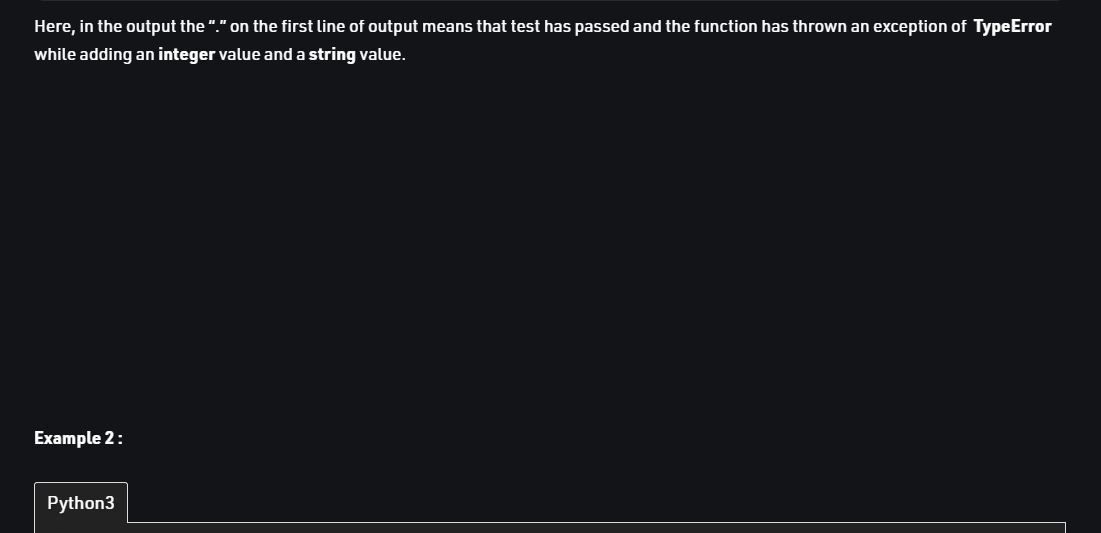 Here, in the output the "." on the first line of output means that test has passed and the function has thrown an exception of TypeError
while adding an integer value and a string value.
Example 2 :
Python3